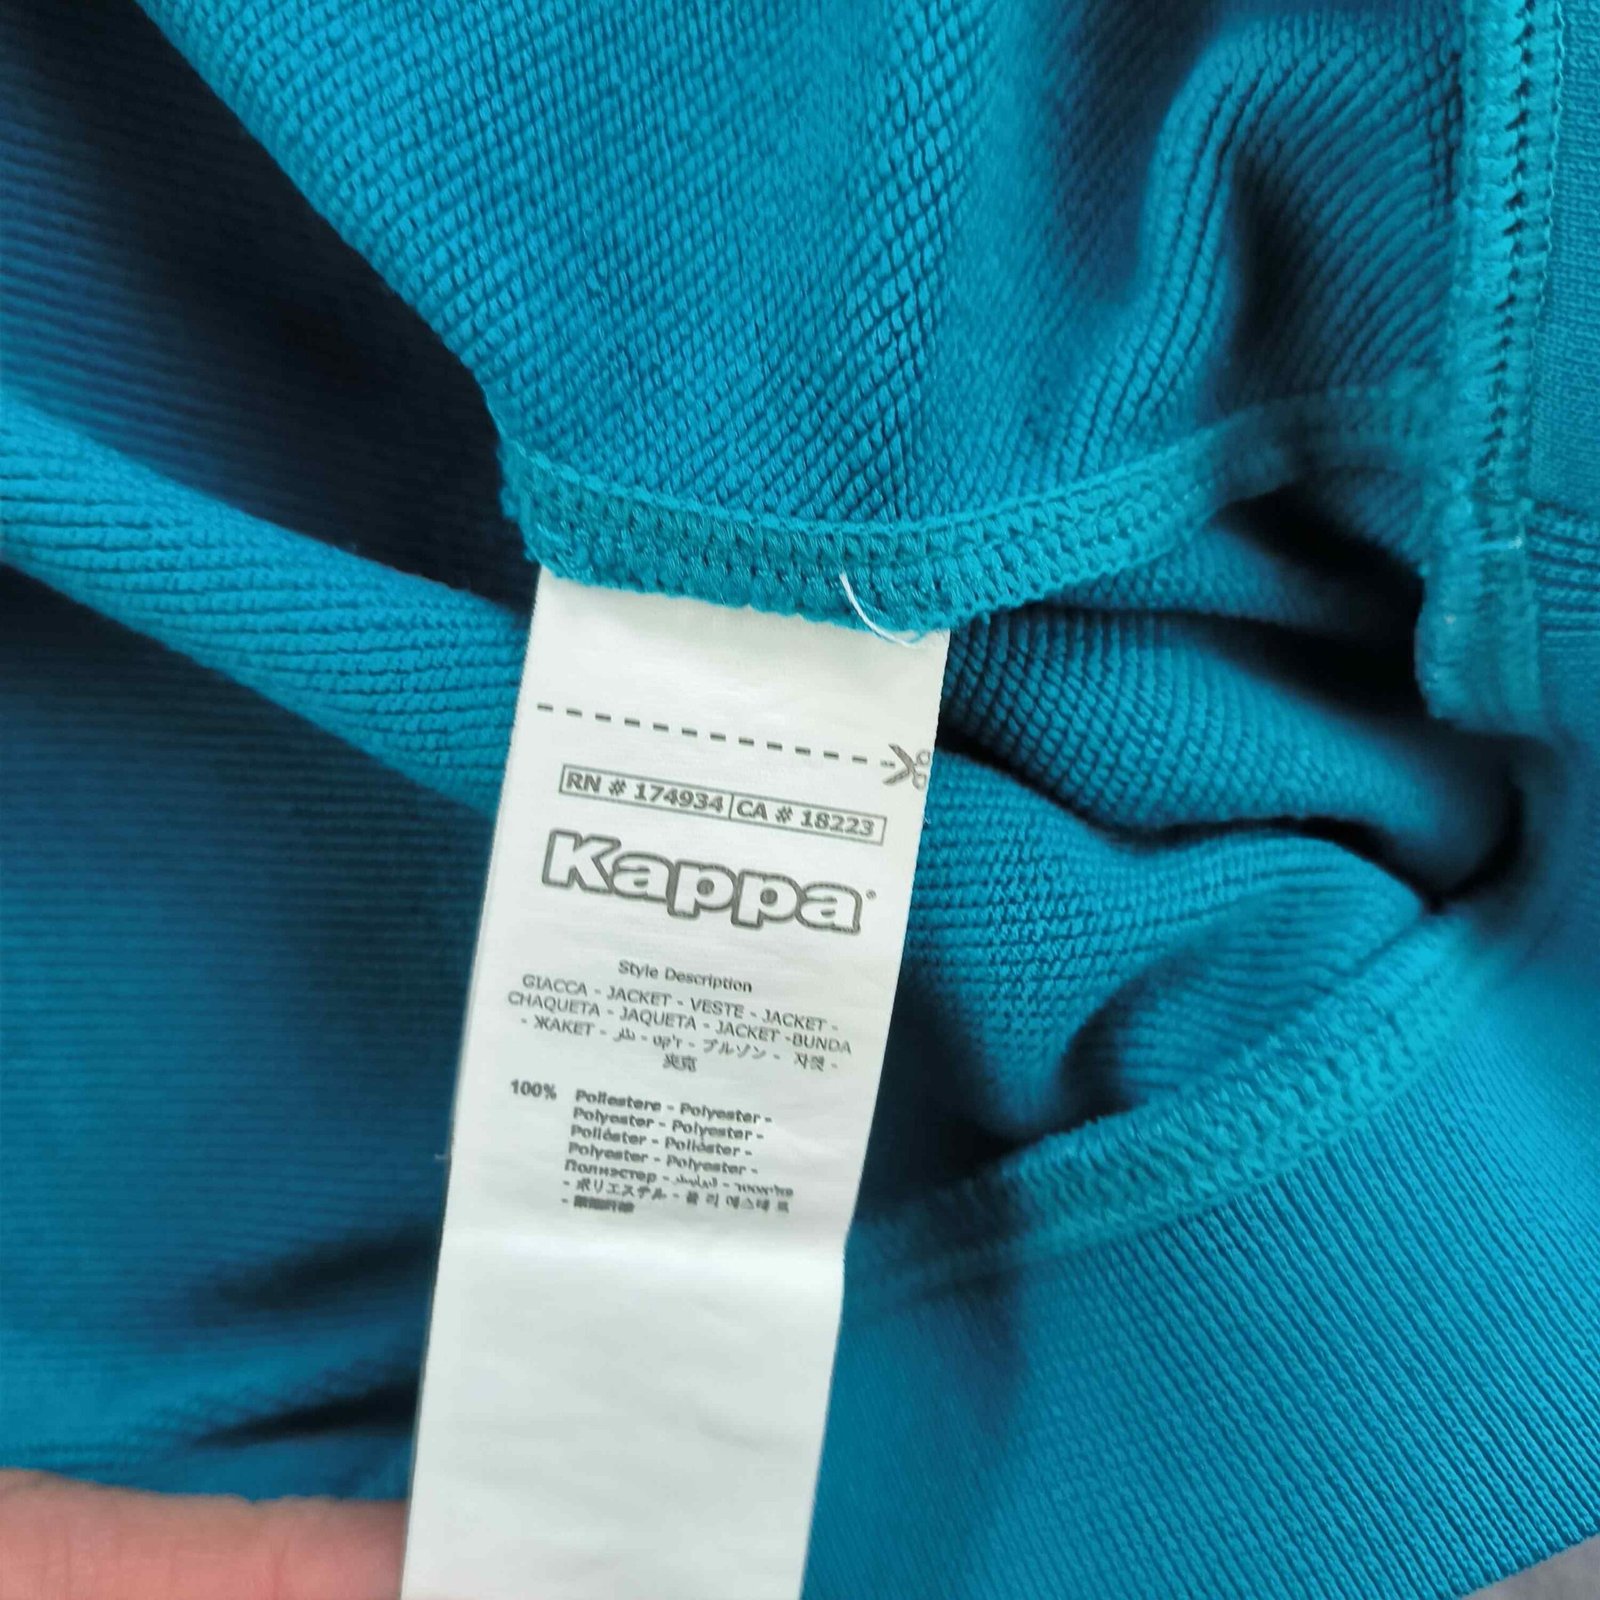 RN # 174934 CA # 18223
Kappa
Style Description
GIACCA - JACKET - VESTE - JACKET -
CHAQUETA - JAQUETA - JACKET -BUNDA
- ЖАКЕТ - - ז'קט - ブルゾン - 자켓 -
夹克
100% Poliestere - Polyester -
Polyester - Polyester -
Poliéster - Poliéster -
Polyester - Polyester -
Полиэстер - - פוליאסטר
- ポリエステル - 폴리에스테르